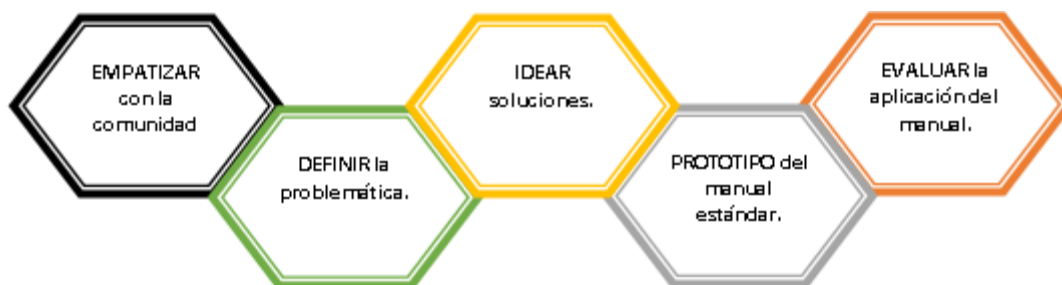 EMPATIZAR
con la
comunidad
DEFINIR la
problemática.
IDEAR
soluciones.
PROTOTIPO del
manual
estándar.
EVALUAR la
aplicación del
manual.